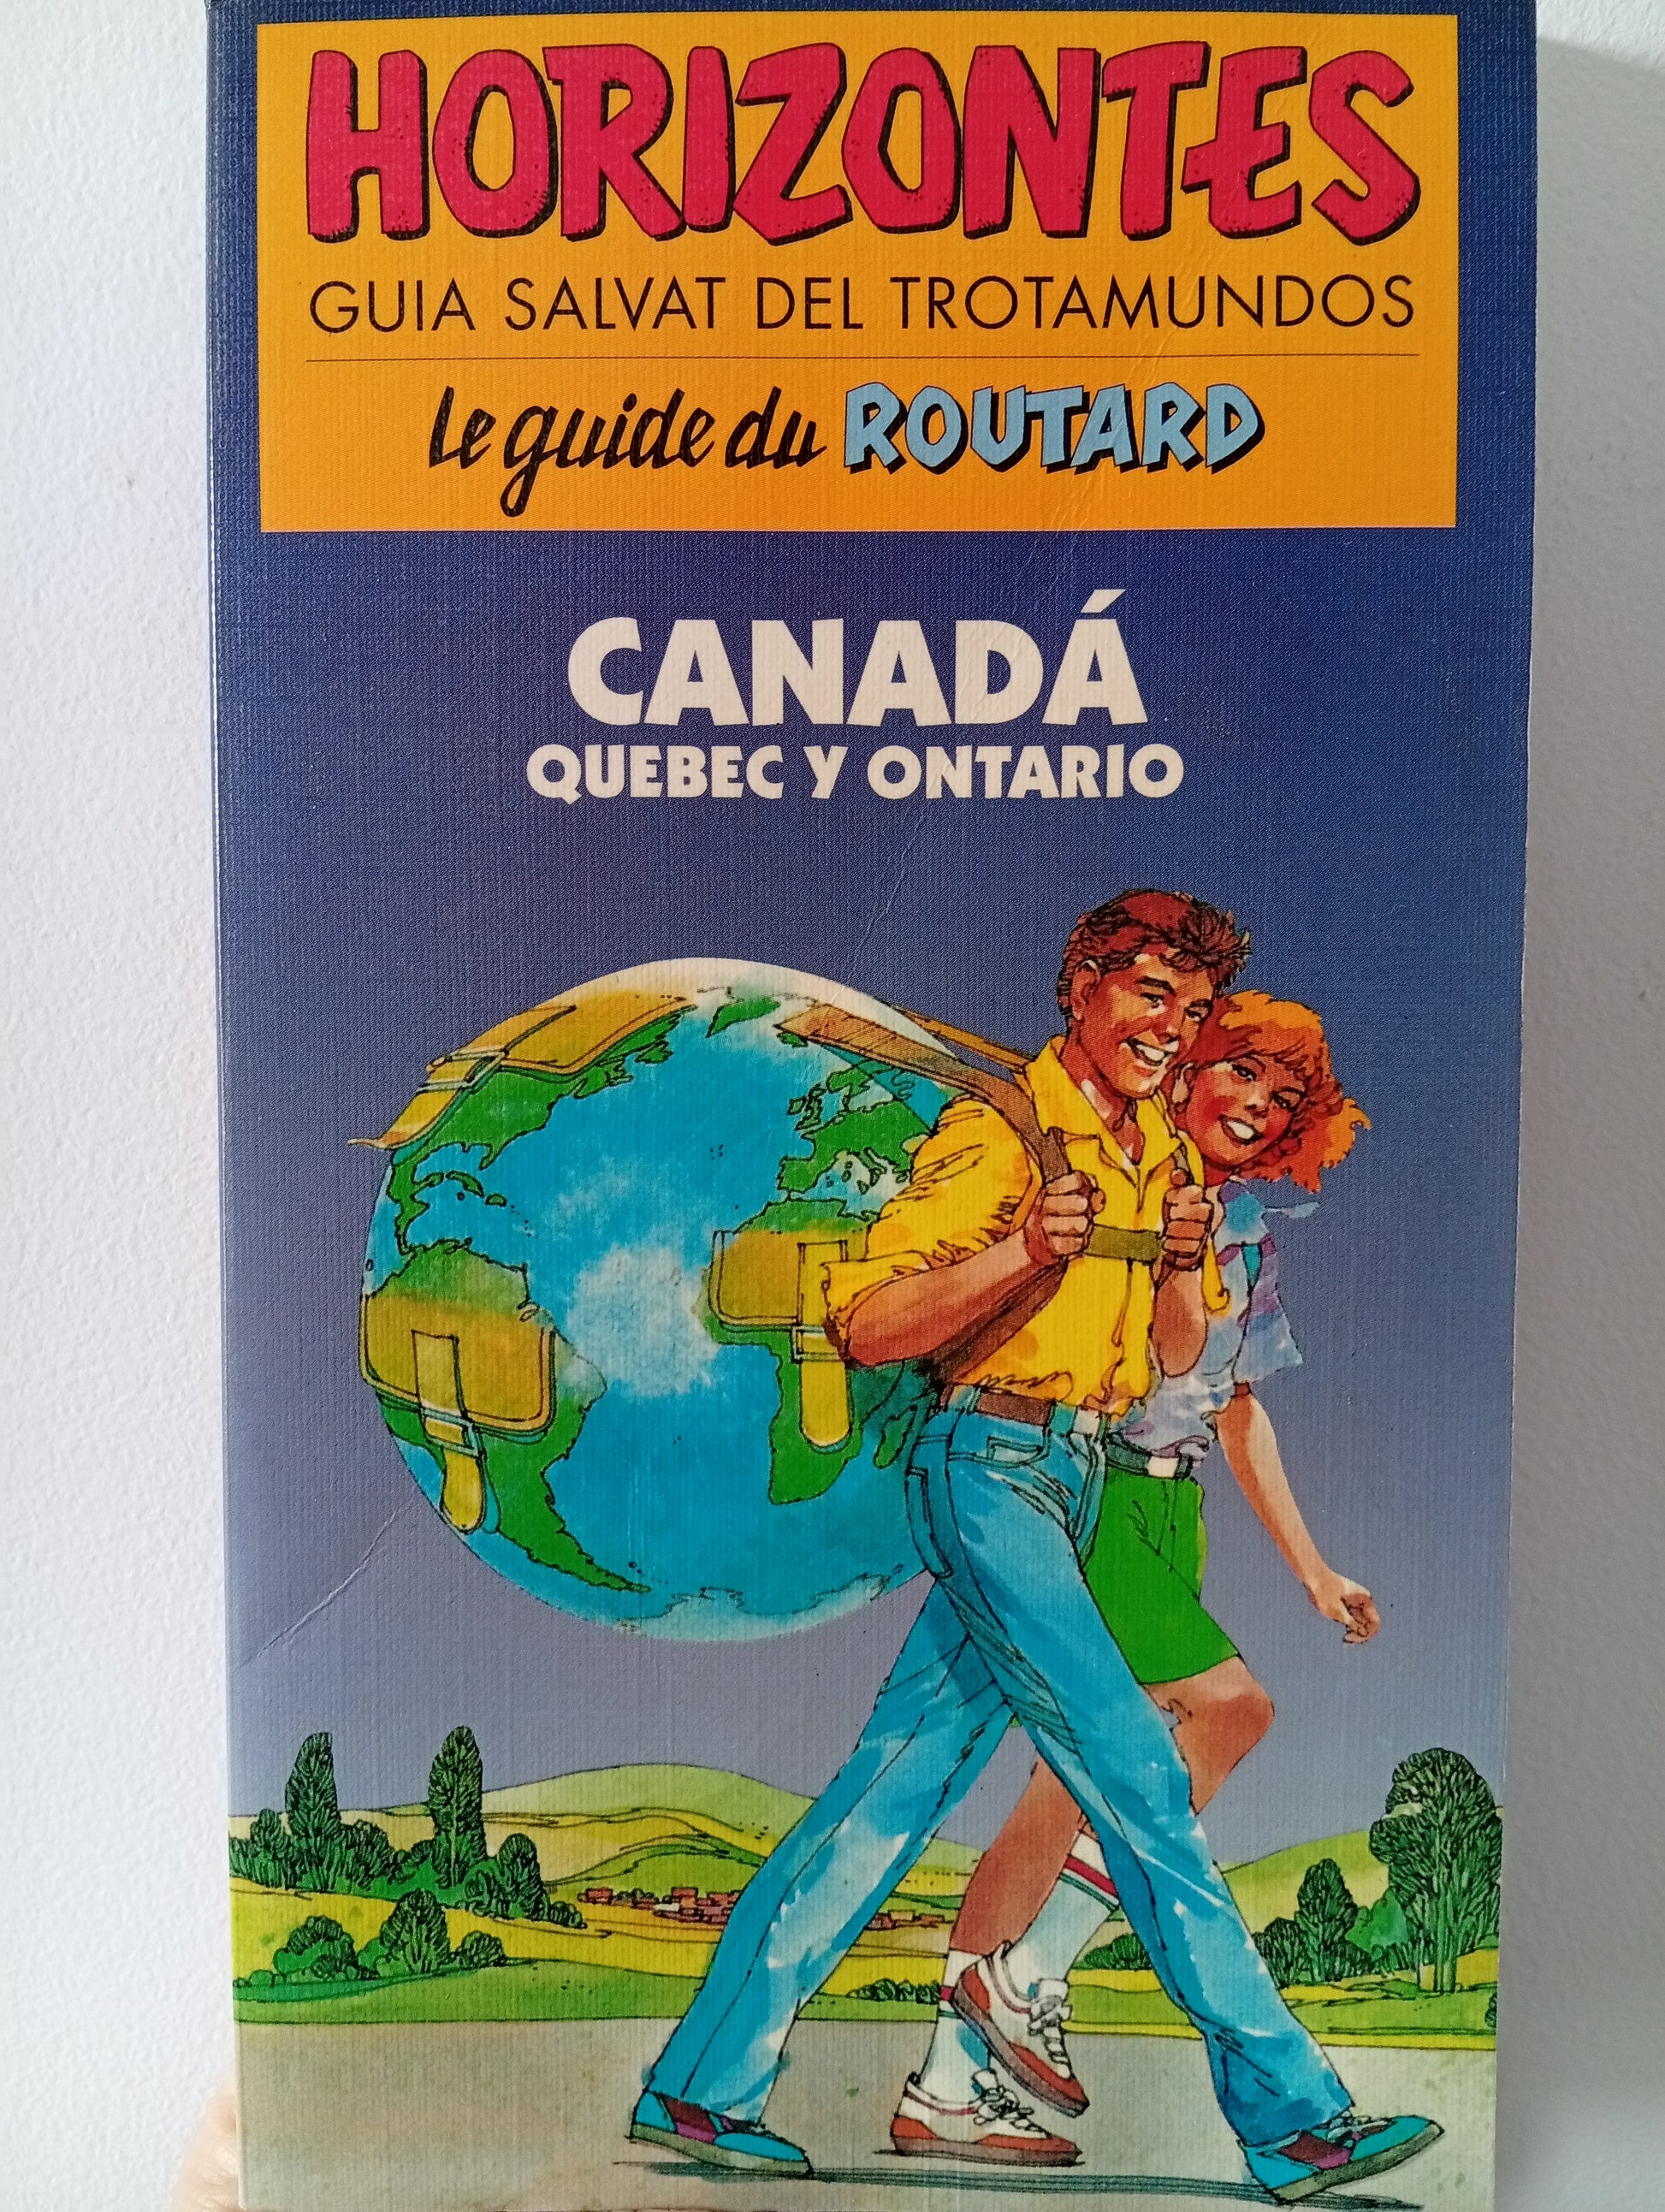 HORIZONTES
GUIA SALVAT DEL TROTAMUNDOS
Le guide du ROUTARD
CANADÁ
QUEBEC Y ONTARIO